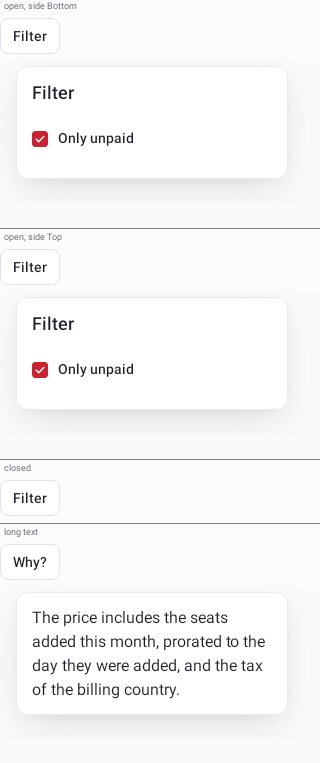 open, side Bottom
Filter
Filter
Only unpaid
open, side Top
Filter
Filter
Only unpaid
closed
Filter
long text
Why?
The price includes the seats
added this month, prorated to the
day they were added, and the tax
of the billing country.